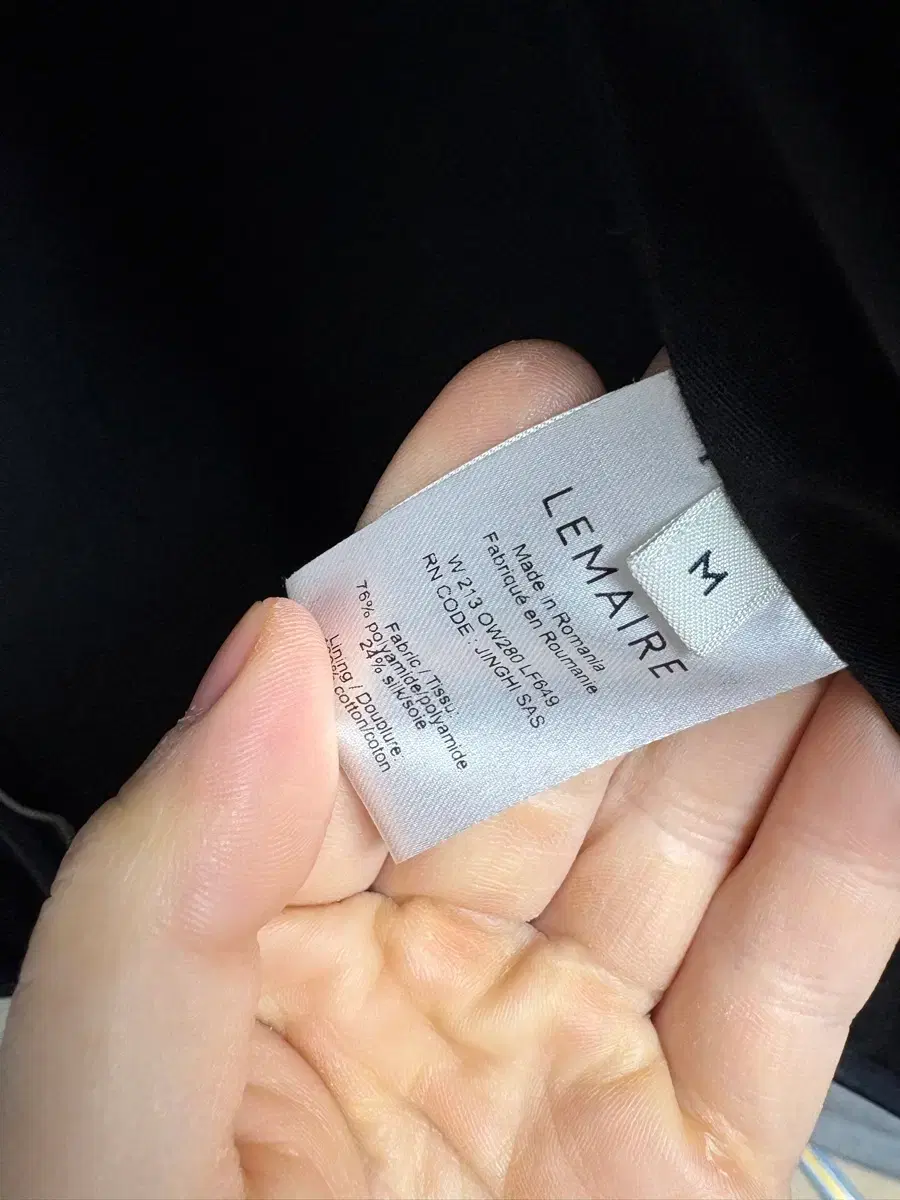 M
LEMAIRE
Made in Romania
Fabriqué en Roumanie
W 213 OW280 LF649
RN CODE : JINGHI SAS
Fabric / Tissu:
76% polyamide/polyamide
24% silk/soie
Lining / Doublure:
cotton/coton